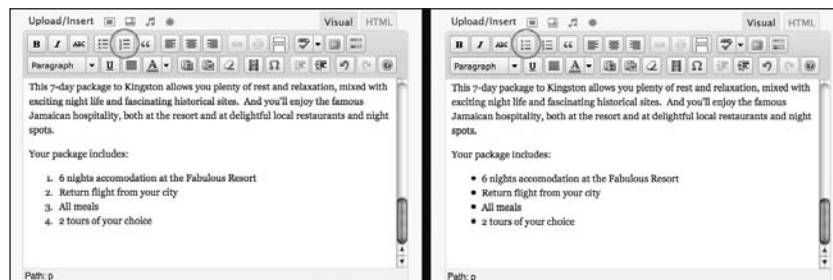 Upload/Insert
Visual HTML
B I ABC
Paragraph U A Ω
This 7-day package to Kingston allows you plenty of rest and relaxation, mixed with
exciting night life and fascinating historical sites. And you'll enjoy the famous
Jamaican hospitality, both at the resort and at delightful local restaurants and night
spots.
Your package includes:
1. 6 nights accomodation at the Fabulous Resort
2. Return flight from your city
3. All meals
4. 2 tours of your choice
Path: p
Upload/Insert
Visual HTML
B I ABC
Paragraph U A Ω
This 7-day package to Kingston allows you plenty of rest and relaxation, mixed with
exciting night life and fascinating historical sites. And you'll enjoy the famous
Jamaican hospitality, both at the resort and at delightful local restaurants and night
spots.
Your package includes:
• 6 nights accomodation at the Fabulous Resort
• Return flight from your city
• All meals
• 2 tours of your choice
Path: p